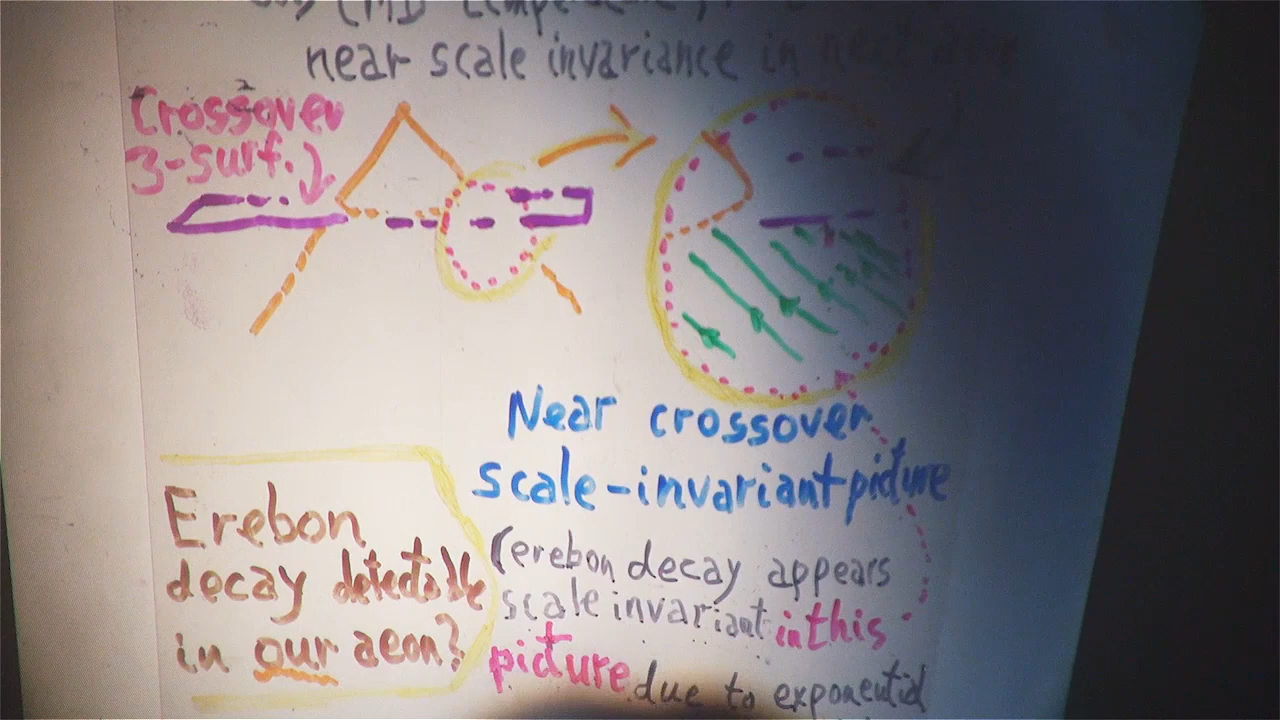 near scale invariance in
Crossover
3-surf.
Near crossover
scale-invariant picture
Erebon
decay detectable
in our aeon?
(erebon decay appears
scale invariant in this
picture due to exponential